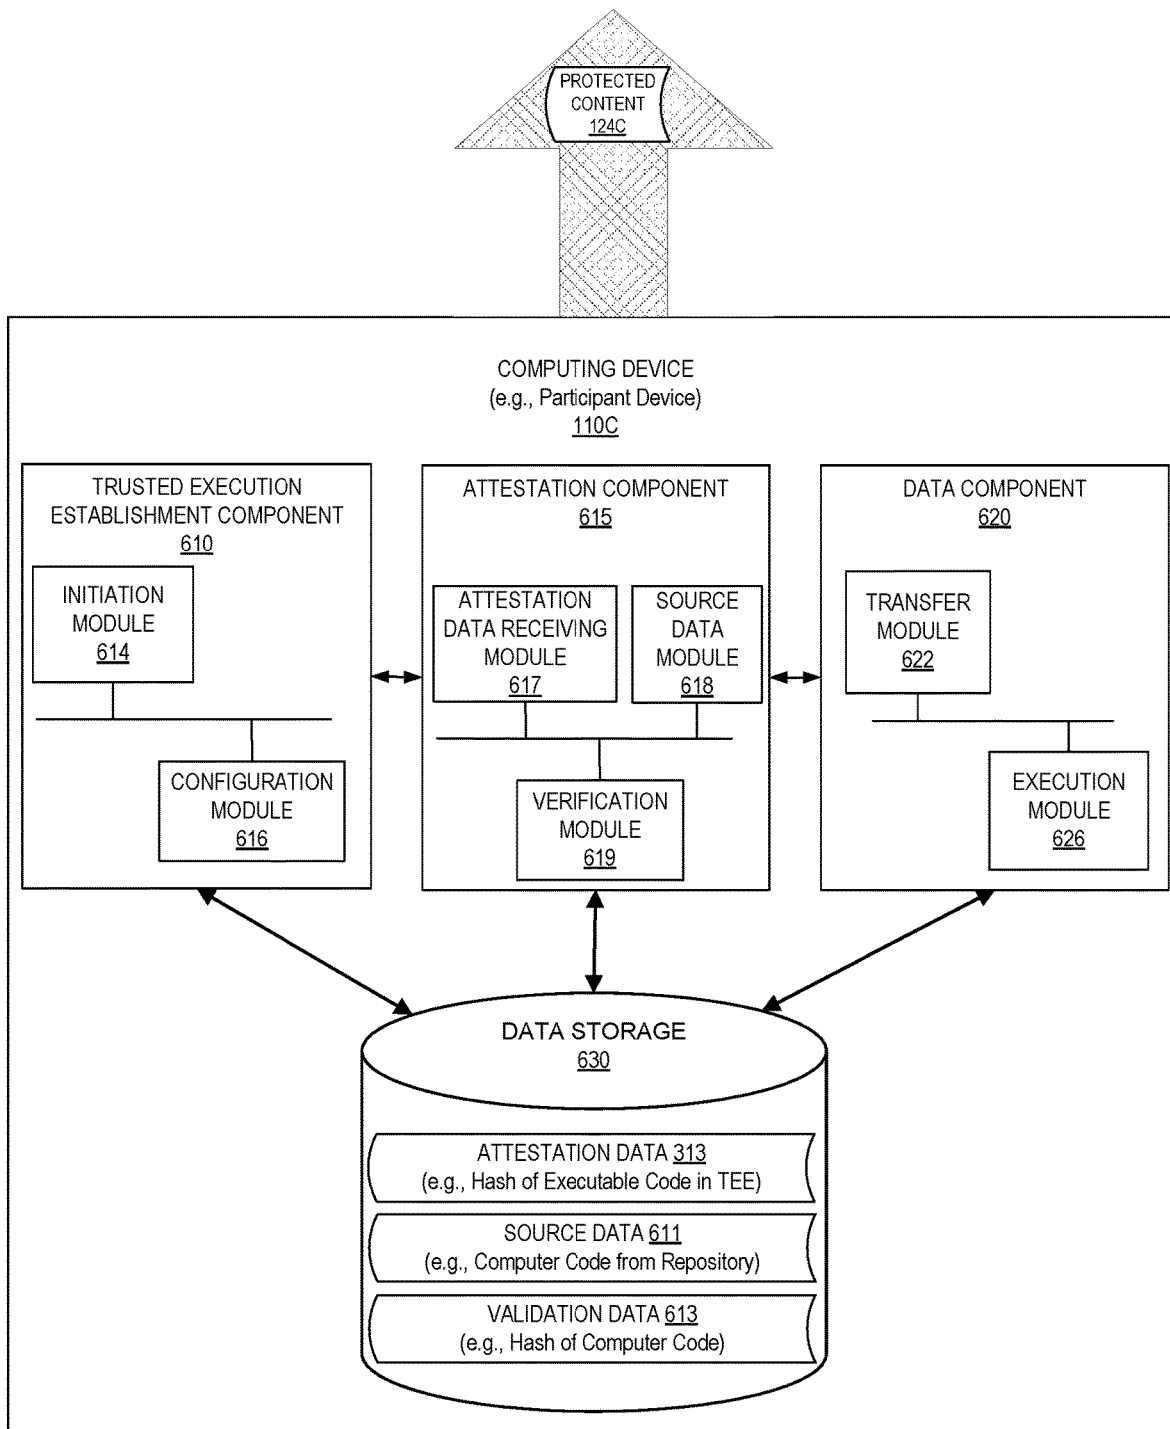 PROTECTED
CONTENT
124C
COMPUTING DEVICE
(e.g., Participant Device)
110C
TRUSTED EXECUTION
ESTABLISHMENT COMPONENT
610
INITIATION
MODULE
614
CONFIGURATION
MODULE
616
ATTESTATION COMPONENT
615
ATTESTATION
DATA RECEIVING
MODULE
617
SOURCE
DATA
MODULE
618
VERIFICATION
MODULE
619
DATA COMPONENT
620
TRANSFER
MODULE
622
EXECUTION
MODULE
626
DATA STORAGE
630
ATTESTATION DATA 313
(e.g., Hash of Executable Code in TEE)
SOURCE DATA 611
(e.g., Computer Code from Repository)
VALIDATION DATA 613
(e.g., Hash of Computer Code)